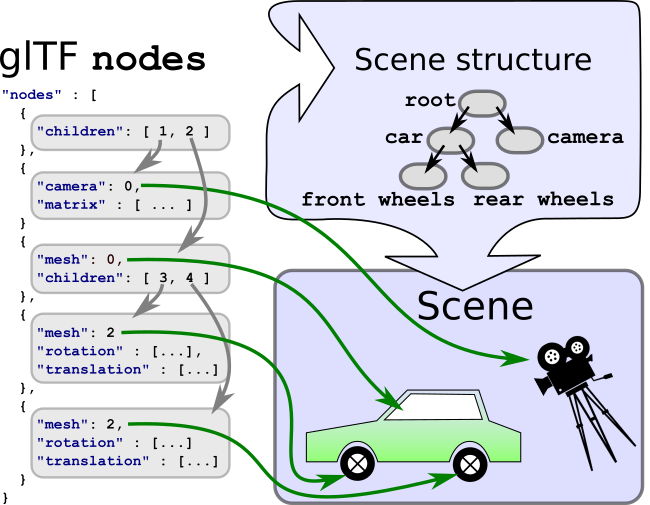 glTF nodes
"nodes" : [
{
"children": [ 1, 2 ]
},
{
"camera": 0,
"matrix" : [ ... ]
}
{
"mesh": 0,
"children": [ 3, 4 ]
},
{
"mesh": 2
"rotation" : [...],
"translation" : [...]
},
{
"mesh": 2,
"rotation" : [...]
"translation" : [...]
}
}
Scene structure
root
car
camera
front wheels
rear wheels
Scene